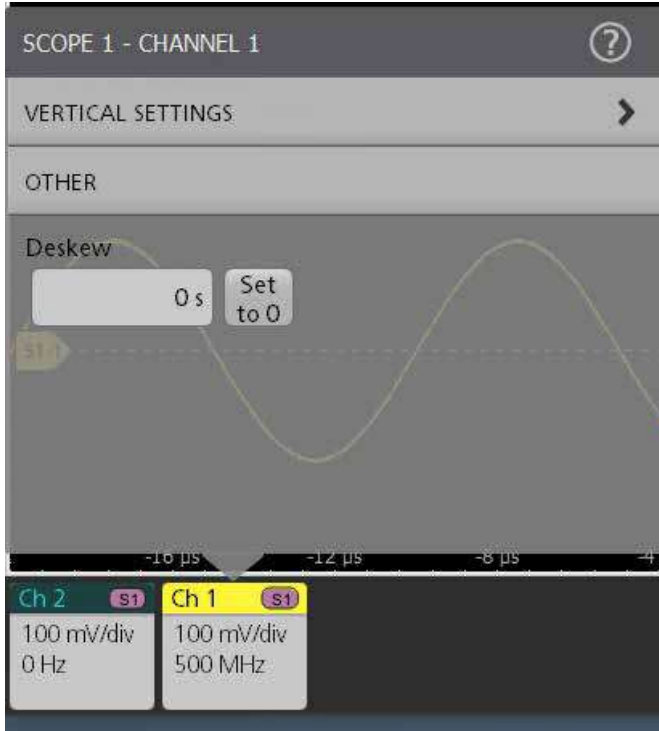 SCOPE 1 - CHANNEL 1 ?
VERTICAL SETTINGS
OTHER
Deskew
0 s Set to 0
S1-1
-16 µs -12 µs -8 µs -4
Ch 2 S1 Ch 1 S1
100 mV/div 100 mV/div
0 Hz 500 MHz